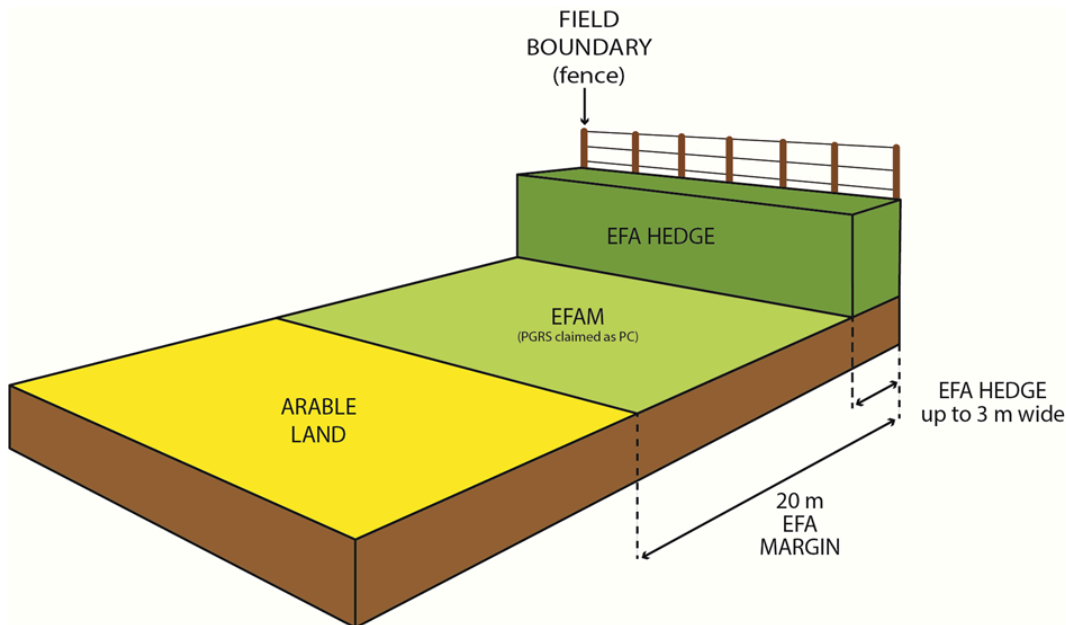 FIELD
BOUNDARY
(fence)
EFA HEDGE
EFAM
(PGRS claimed as PC)
ARABLE
LAND
EFA HEDGE
up to 3 m wide
20 m
EFA
MARGIN